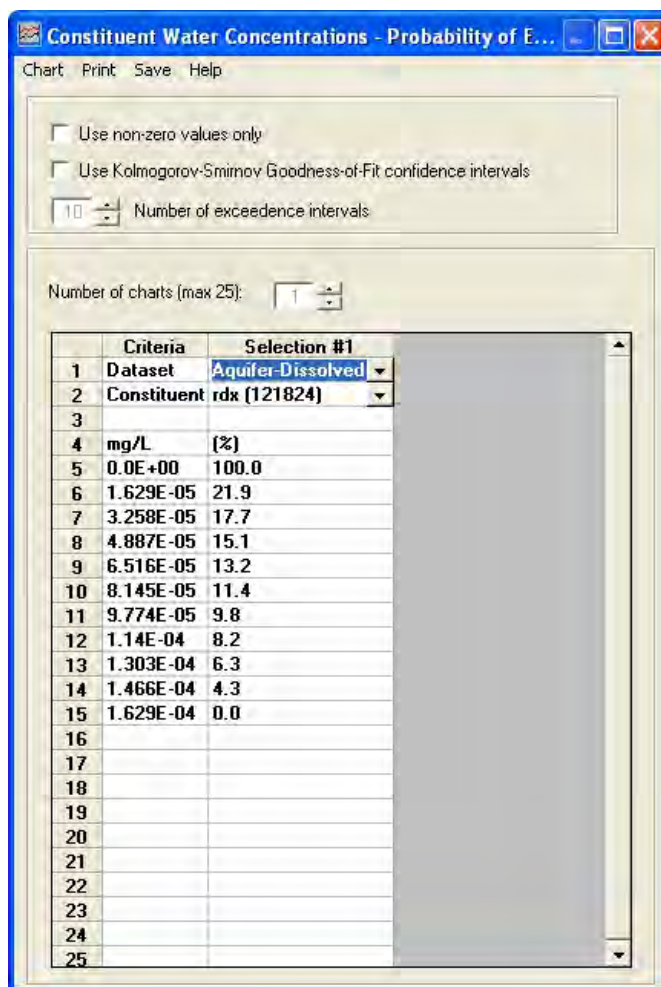 Constituent Water Concentrations - Probability of E...
Chart Print Save Help
Use non-zero values only
Use Kolmogorov-Smirnov Goodness-of-Fit confidence intervals
10 Number of exceedence intervals
Number of charts (max 25): 1
Criteria Selection #1
1 Dataset Aquifer-Dissolved
2 Constituent rdx (121824)
3
4 mg/L (%)
5 0.0E+00 100.0
6 1.629E-05 21.9
7 3.258E-05 17.7
8 4.887E-05 15.1
9 6.516E-05 13.2
10 8.145E-05 11.4
11 9.774E-05 9.8
12 1.14E-04 8.2
13 1.303E-04 6.3
14 1.466E-04 4.3
15 1.629E-04 0.0
16
17
18
19
20
21
22
23
24
25